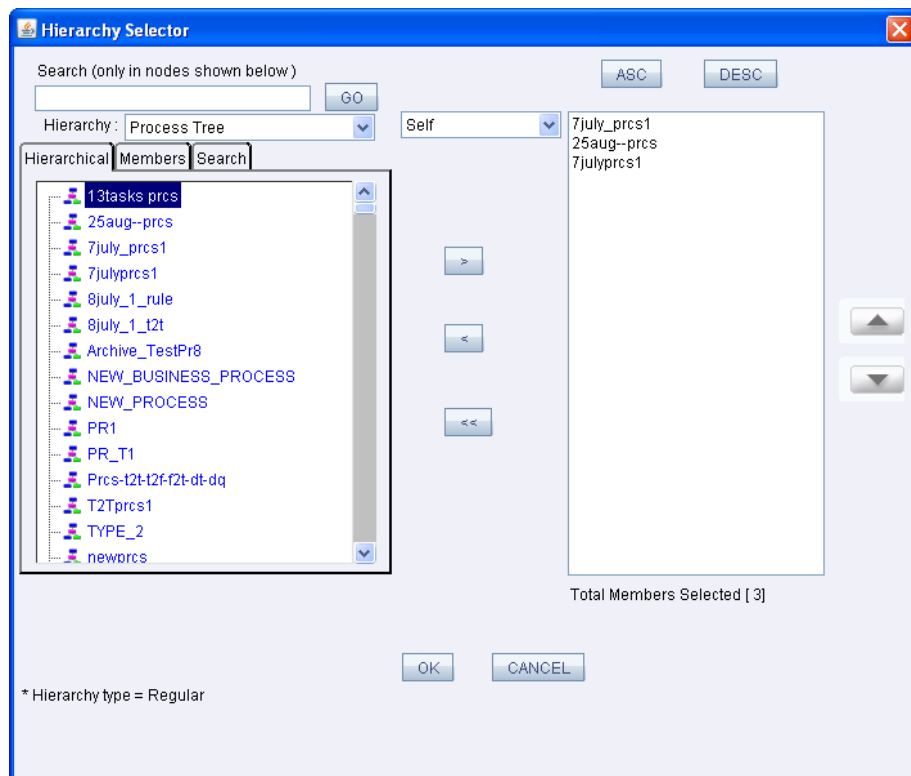 Hierarchy Selector
Search (only in nodes shown below )
GO
ASC
DESC
Hierarchy :
Process Tree
Self
Hierarchical
Members
Search
13tasks prcs
25aug--prcs
7july_prcs1
7julyprcs1
8july_1_rule
8july_1_t2t
Archive_TestPr8
NEW_BUSINESS_PROCESS
NEW_PROCESS
PR1
PR_T1
Prcs-t2t-t2f-f2t-dt-dq
T2Tprcs1
TYPE_2
newprcs
>
<
<<
7july_prcs1
25aug--prcs
7julyprcs1
Total Members Selected [ 3]
OK
CANCEL
* Hierarchy type = Regular